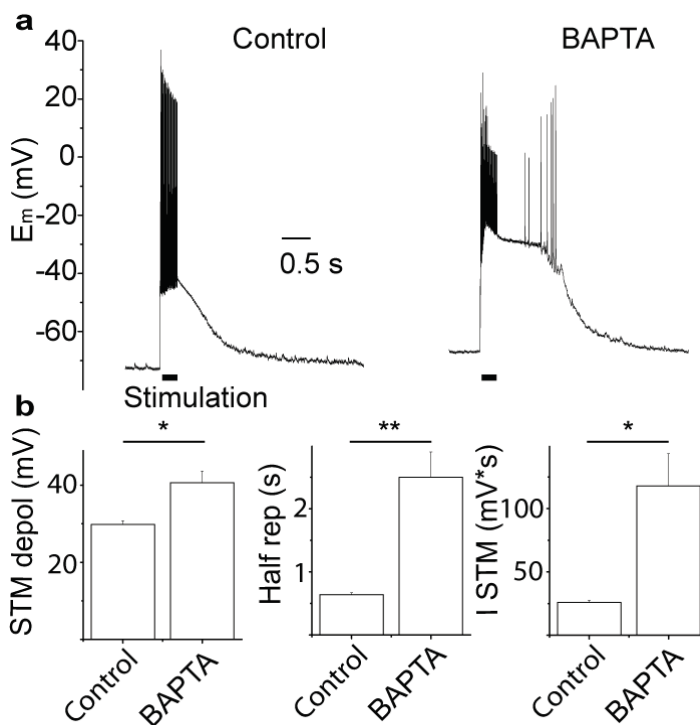 a
Control
BAPTA
40
20
0
-20
-40
-60
Em (mV)
0.5 s
Stimulation
b
*
**
*
STM depol (mV)
40
20
Control
BAPTA
Half rep (s)
2
1
Control
BAPTA
I STM (mV*s)
100
50
Control
BAPTA